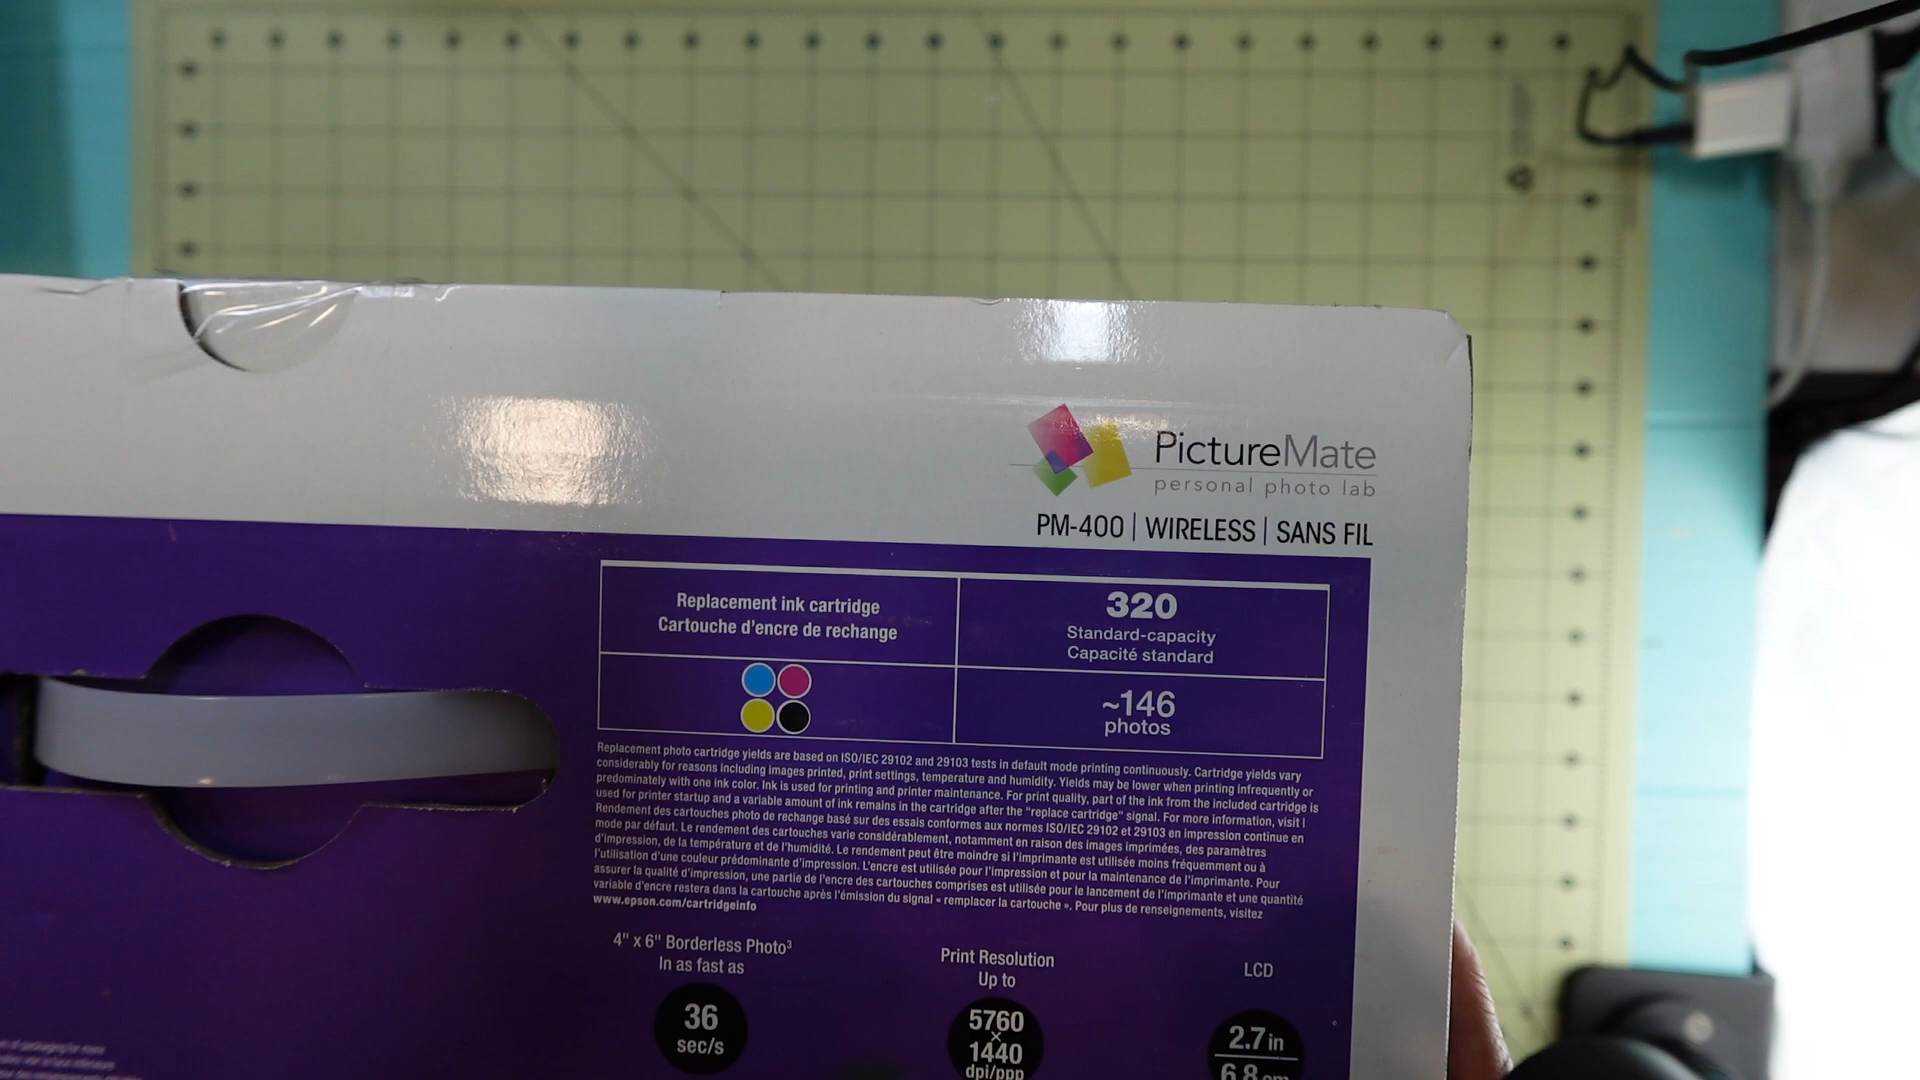 PictureMate
personal photo lab
PM-400 | WIRELESS | SANS FIL
Replacement ink cartridge
Cartouche d'encre de rechange
320
Standard-capacity
Capacité standard
~146
photos
Replacement photo cartridge yields are based on ISO/IEC 29102 and 29103 tests in default mode printing continuously. Cartridge yields vary
considerably for reasons including images printed, print settings, temperature and humidity. Yields may be lower when printing infrequently or
predominately with one ink color. Ink is used for printing and printer maintenance. For print quality, part of the ink from the included cartridge is
used for printer startup and a variable amount of ink remains in the cartridge after the "replace cartridge" signal. For more information, visit |
Rendement des cartouches photo de rechange basé sur des essais conformes aux normes ISO/IEC 29102 et 29103 en impression continue en
mode par défaut. Le rendement des cartouches varie considérablement, notamment en raison des images imprimées, des paramètres
d'impression, de la température et de l'humidité. Le rendement peut être moindre si l'imprimante est utilisée moins fréquemment ou à
l'utilisation d'une couleur prédominante d'impression. L'encre est utilisée pour l'impression et pour la maintenance de l'imprimante. Pour
assurer la qualité d'impression, une partie de l'encre des cartouches comprises est utilisée pour le lancement de l'imprimante et une quantité
variable d'encre restera dans la cartouche après l'émission du signal « remplacer la cartouche ». Pour plus de renseignements, visitez
www.epson.com/cartridgeinfo
4" x 6" Borderless Photo³
In as fast as
36
sec/s
Print Resolution
Up to
5760
×
1440
dpi/ppp
LCD
2.7 in
6.8 cm